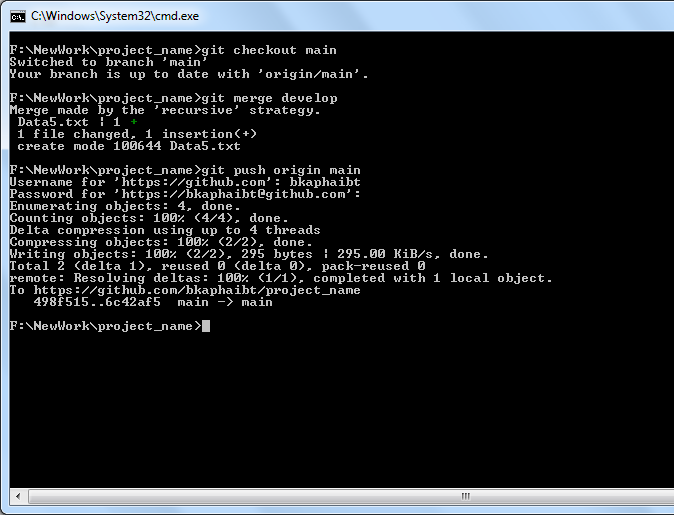 C:\Windows\System32\cmd.exe
F:\NewWork\project_name>git checkout main
Switched to branch 'main'
Your branch is up to date with 'origin/main'.
F:\NewWork\project_name>git merge develop
Merge made by the 'recursive' strategy.
Data5.txt | 1 +
1 file changed, 1 insertion(+)
create mode 100644 Data5.txt
F:\NewWork\project_name>git push origin main
Username for 'https://github.com': bkaphaibt
Password for 'https://bkaphaibt@github.com':
Enumerating objects: 4, done.
Counting objects: 100% (4/4), done.
Delta compression using up to 4 threads
Compressing objects: 100% (2/2), done.
Writing objects: 100% (2/2), 295 bytes | 295.00 KiB/s, done.
Total 2 (delta 1), reused 0 (delta 0), pack-reused 0
remote: Resolving deltas: 100% (1/1), completed with 1 local object.
To https://github.com/bkaphaibt/project_name
498f515..6c42af5  main -> main
F:\NewWork\project_name>